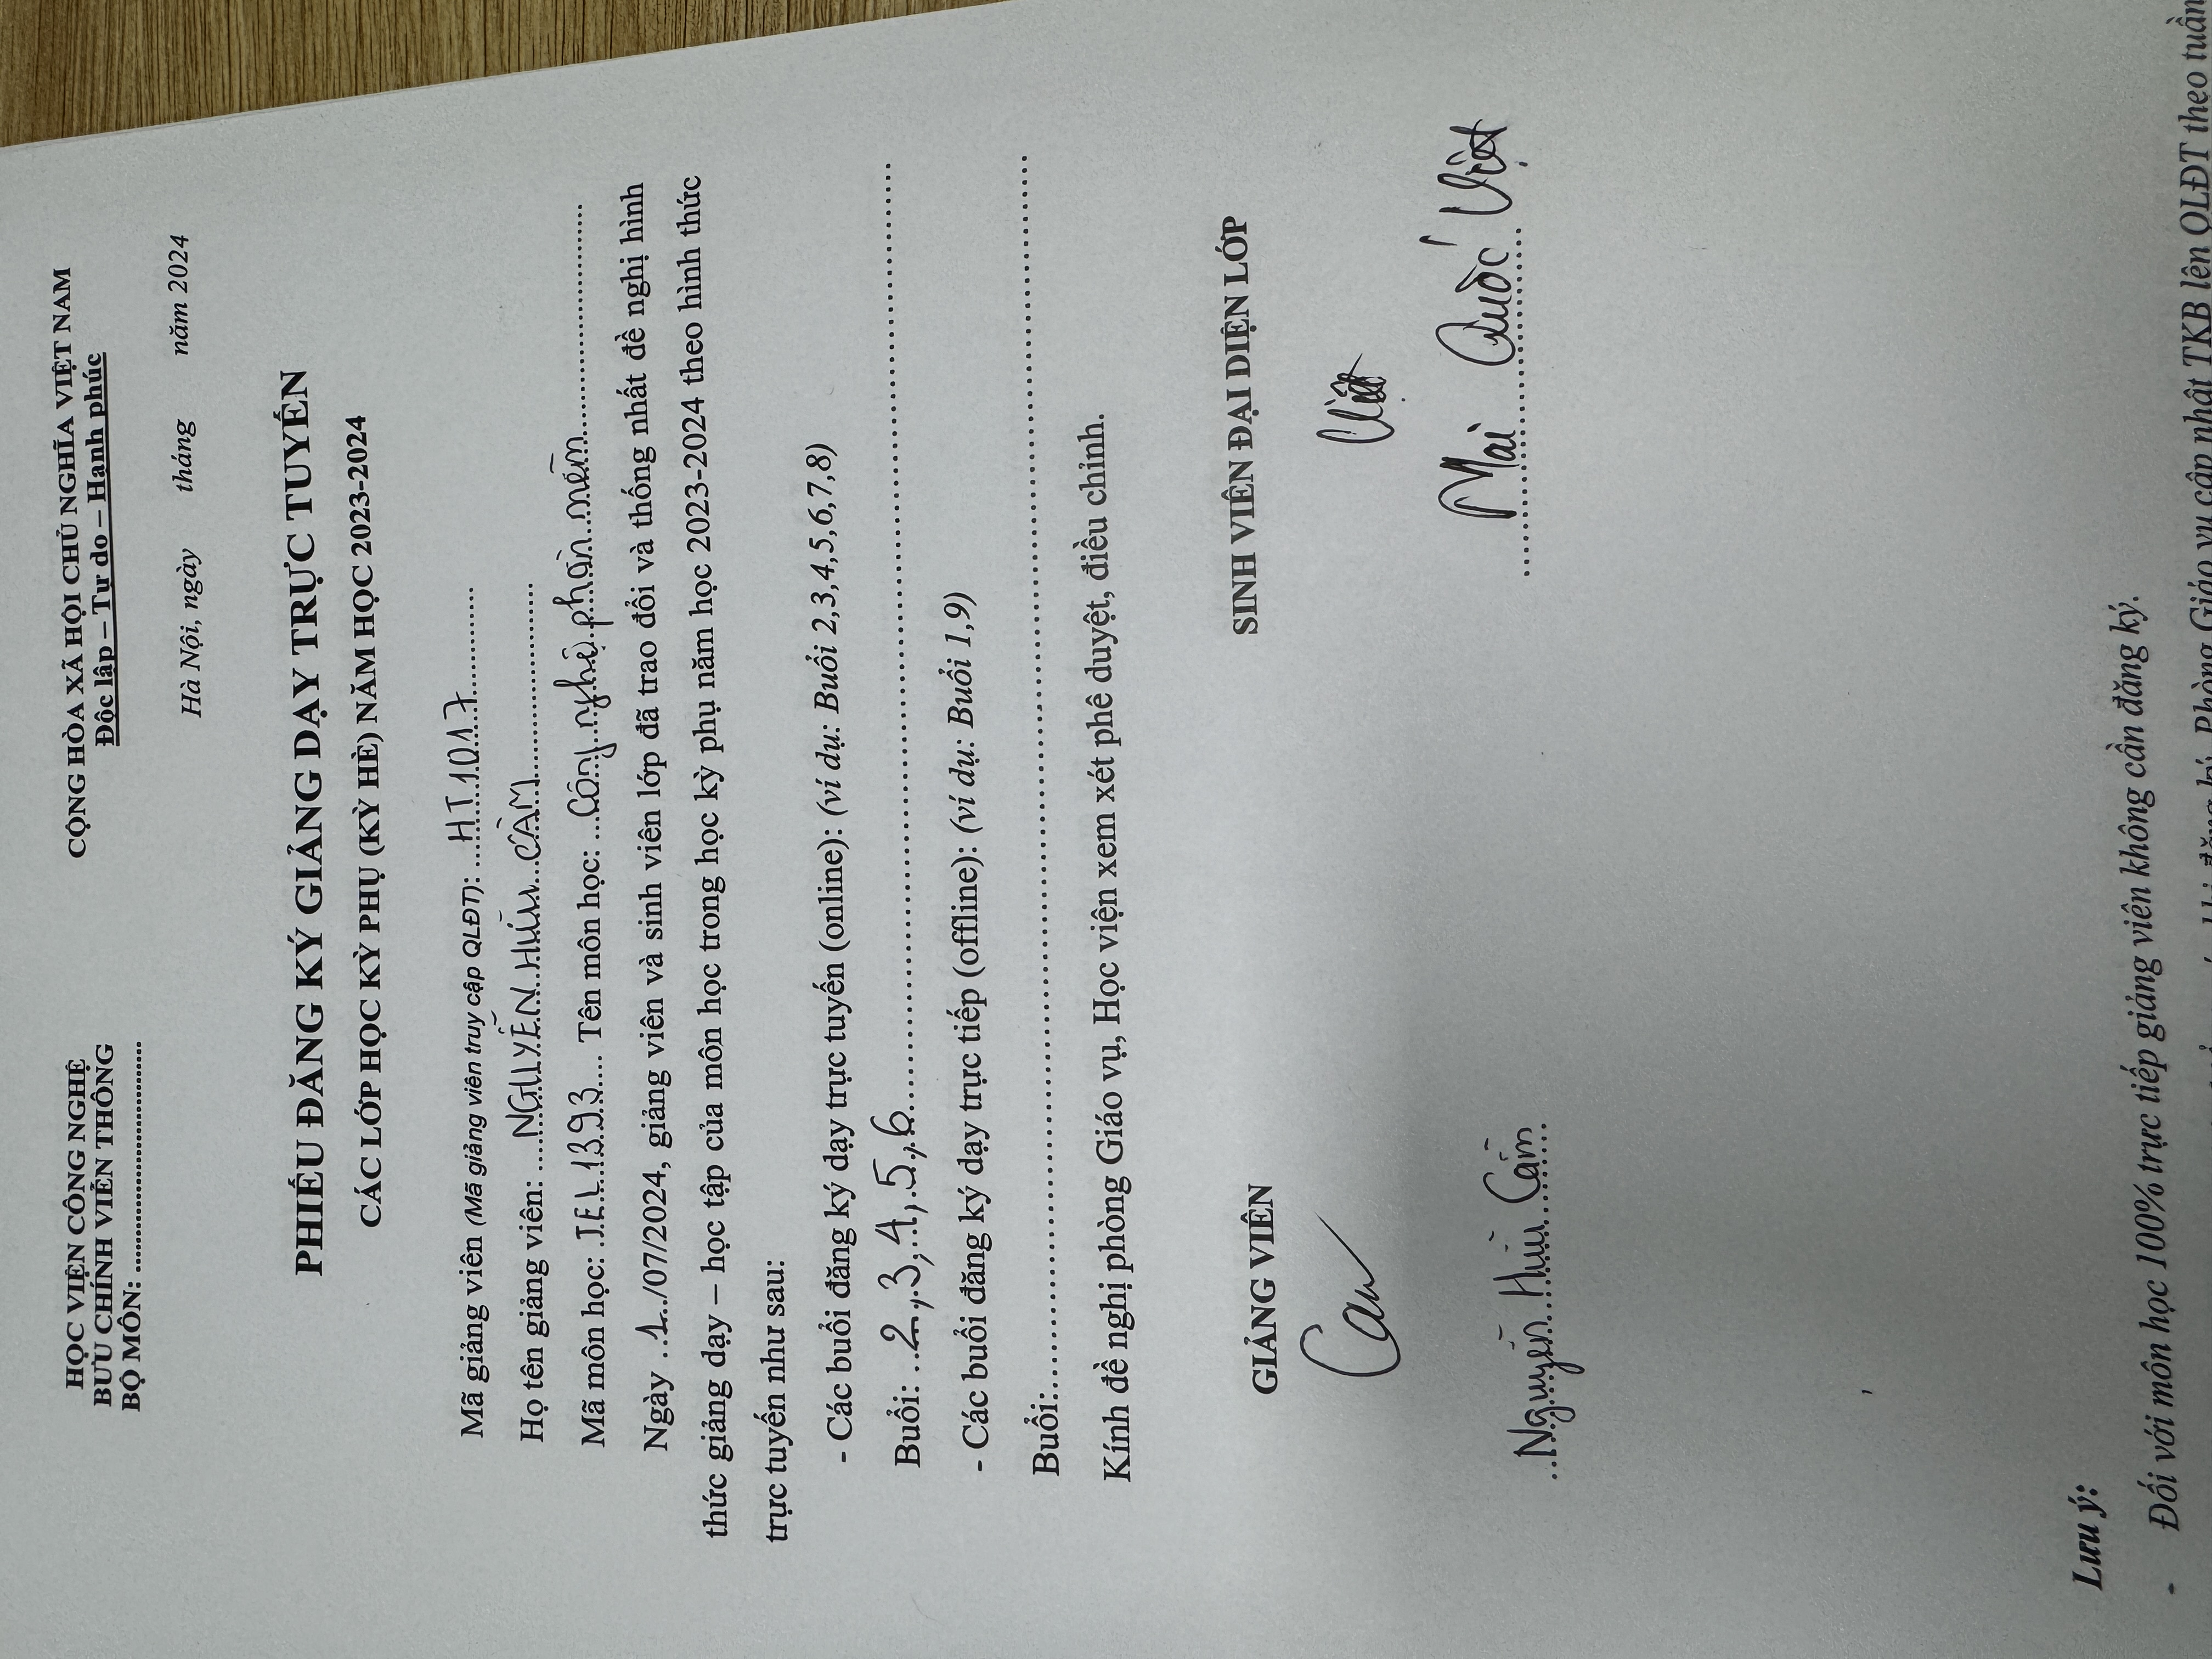 HỌC VIỆN CÔNG NGHỆ
BƯU CHÍNH VIỄN THÔNG
BỘ MÔN: ................................
CỘNG HÒA XÃ HỘI CHỦ NGHĨA VIỆT NAM
Độc lập – Tự do – Hạnh phúc
Hà Nội, ngày tháng năm 2024
PHIẾU ĐĂNG KÝ GIẢNG DẠY TRỰC TUYẾN
CÁC LỚP HỌC KỲ PHỤ (KỲ HÈ) NĂM HỌC 2023-2024
Mã giảng viên (Mã giảng viên truy cập QLĐT): HT1017
Họ tên giảng viên: NGUYỄN HỮU CẦM
Mã môn học: TEL1393 Tên môn học: Công nghệ phần mềm
Ngày 1/07/2024, giảng viên và sinh viên lớp đã trao đổi và thống nhất đề nghị hình
thức giảng dạy – học tập của môn học trong học kỳ phụ năm học 2023-2024 theo hình thức
trực tuyến như sau:
- Các buổi đăng ký dạy trực tuyến (online): (ví dụ: Buổi 2,3,4,5,6,7,8)
Buổi: 2,3,4,5,6
- Các buổi đăng ký dạy trực tiếp (offline): (ví dụ: Buổi 1,9)
Buổi:................................
Kính đề nghị phòng Giáo vụ, Học viện xem xét phê duyệt, điều chỉnh.
GIẢNG VIÊN
SINH VIÊN ĐẠI DIỆN LỚP
Việt
Nguyễn Hữu Cầm
Mai Quốc Việt
Lưu ý:
- Đối với môn học 100% trực tiếp giảng viên không cần đăng ký.
khi đăng ký, Phòng Giáo vụ cập nhật TKB lên QLĐT theo tuần